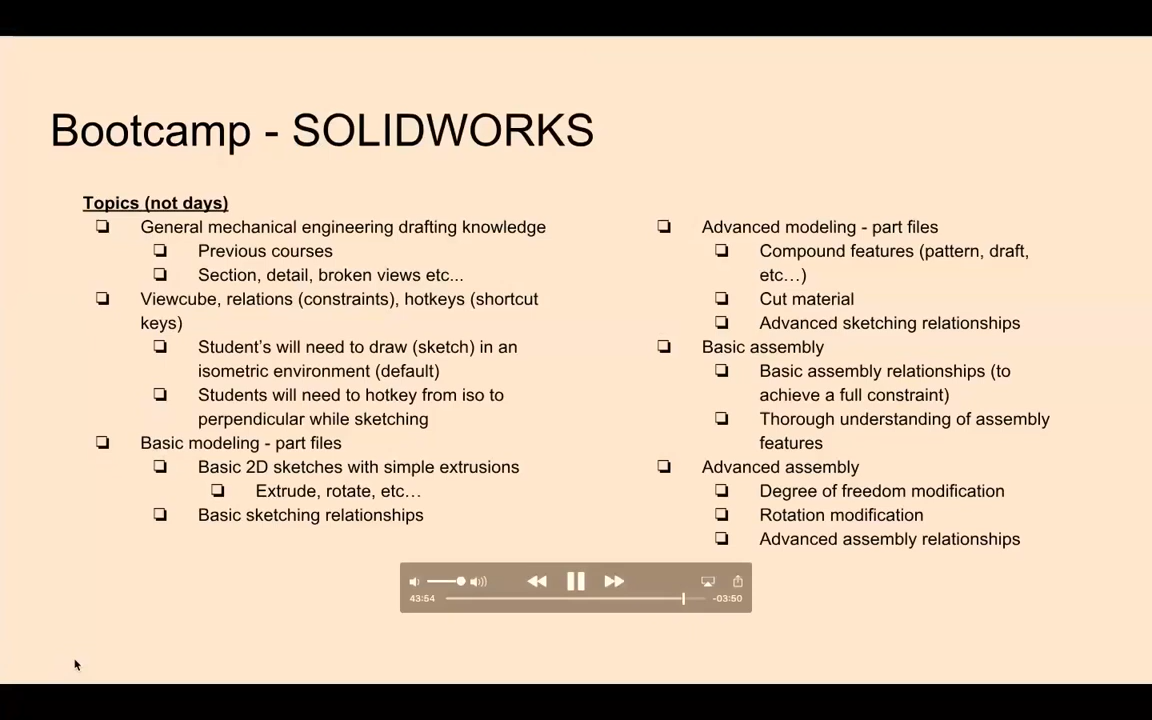 Bootcamp - SOLIDWORKS
Topics (not days)
General mechanical engineering drafting knowledge
Previous courses
Section, detail, broken views etc...
Viewcube, relations (constraints), hotkeys (shortcut
keys)
Student's will need to draw (sketch) in an
isometric environment (default)
Students will need to hotkey from iso to
perpendicular while sketching
Basic modeling - part files
Basic 2D sketches with simple extrusions
Extrude, rotate, etc…
Basic sketching relationships
Advanced modeling - part files
Compound features (pattern, draft,
etc…)
Cut material
Advanced sketching relationships
Basic assembly
Basic assembly relationships (to
achieve a full constraint)
Thorough understanding of assembly
features
Advanced assembly
Degree of freedom modification
Rotation modification
Advanced assembly relationships
43:54
-03:50